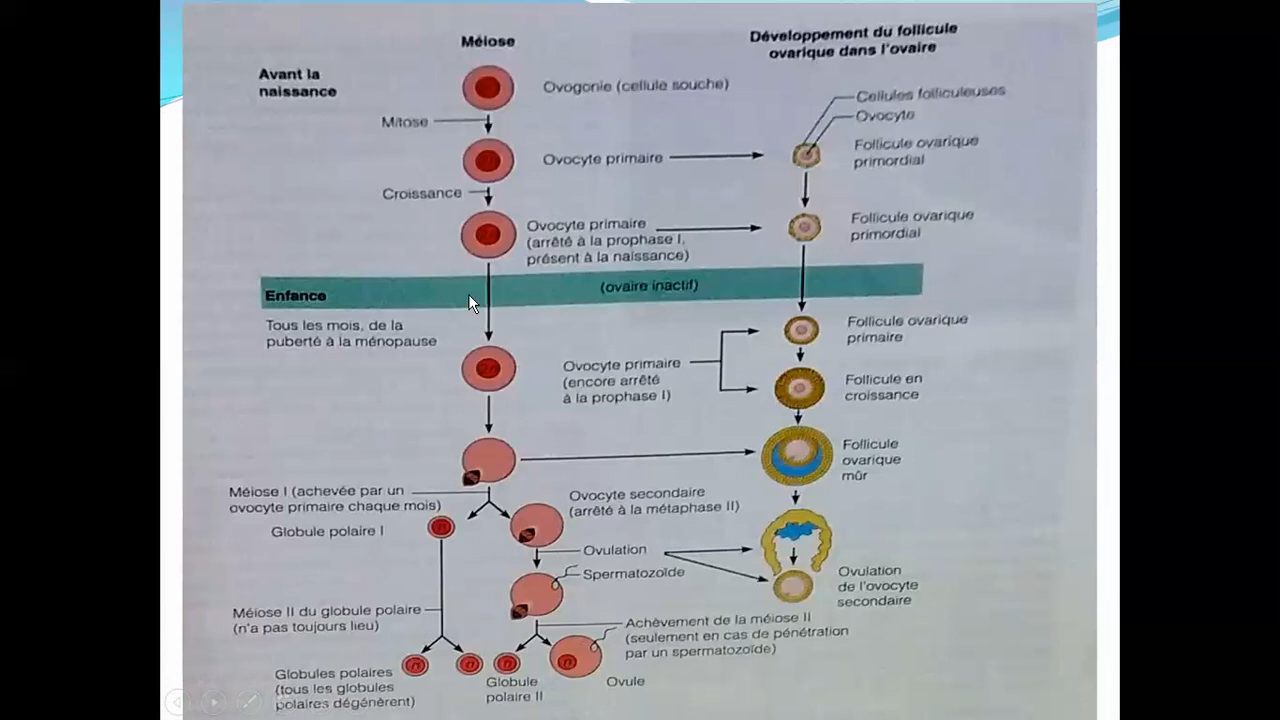 Méiose
Développement du follicule
ovarique dans l'ovaire
Avant la
naissance
Ovogonie (cellule souche)
Cellules folliculeuses
Ovocyte
Mitose
Ovocyte primaire
Follicule ovarique
primordial
Croissance
Ovocyte primaire
(arrêté à la prophase I,
présent à la naissance)
Follicule ovarique
primordial
Enfance
(ovaire inactif)
Tous les mois, de la
puberté à la ménopause
Follicule ovarique
primaire
Ovocyte primaire
(encore arrêté
à la prophase I)
Follicule en
croissance
Follicule
ovarique
mûr
Méiose I (achevée par un
ovocyte primaire chaque mois)
Ovocyte secondaire
(arrêté à la métaphase II)
Globule polaire I
n
Ovulation
Spermatozoïde
Ovulation
de l'ovocyte
secondaire
Méiose II du globule polaire
(n'a pas toujours lieu)
Achèvement de la méiose II
(seulement en cas de pénétration
par un spermatozoïde)
n
n
n
n
Globules polaires
(tous les globules
polaires dégénèrent)
Globule
polaire II
Ovule